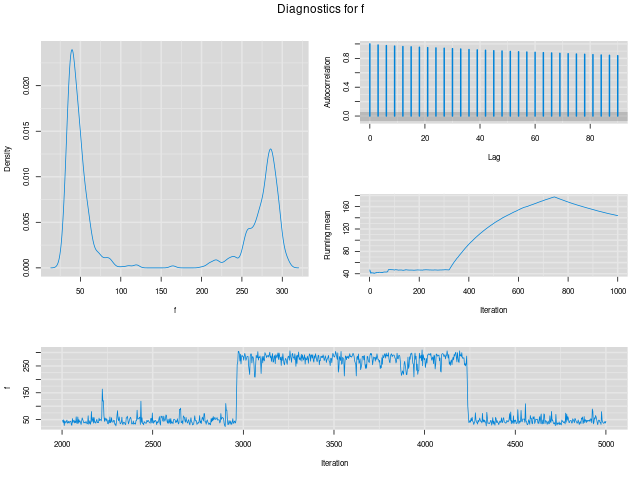 Diagnostics for f
Density
0.000 0.005 0.010 0.015 0.020
50 100 150 200 250 300
f
Autocorrelation
0.0 0.4 0.8
0 20 40 60 80
Lag
Running mean
40 80 120 160
0 200 400 600 800 1000
Iteration
f
50 150 250
2000 2500 3000 3500 4000 4500 5000
Iteration